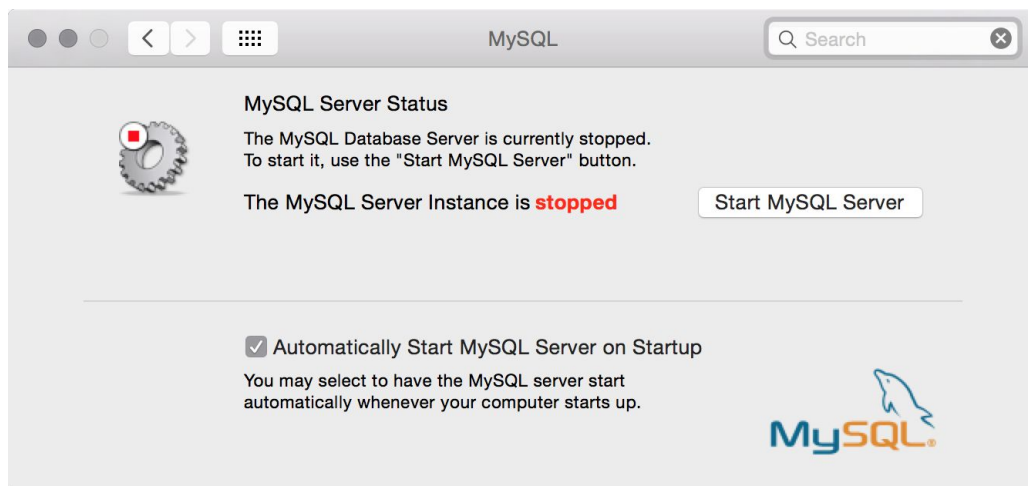 MySQL
Search
MySQL Server Status
The MySQL Database Server is currently stopped.
To start it, use the "Start MySQL Server" button.
The MySQL Server Instance is stopped
Start MySQL Server
Automatically Start MySQL Server on Startup
You may select to have the MySQL server start
automatically whenever your computer starts up.
MySQL®